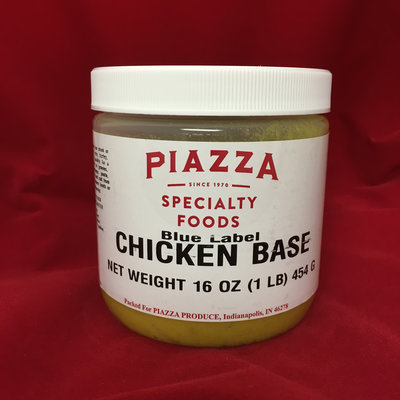 PIAZZA
SINCE 1970
SPECIALTY
FOODS
Blue Label
CHICKEN BASE
NET WEIGHT 16 OZ (1 LB) 454 G
Packed For PIAZZA PRODUCE, Indianapolis, IN 46278